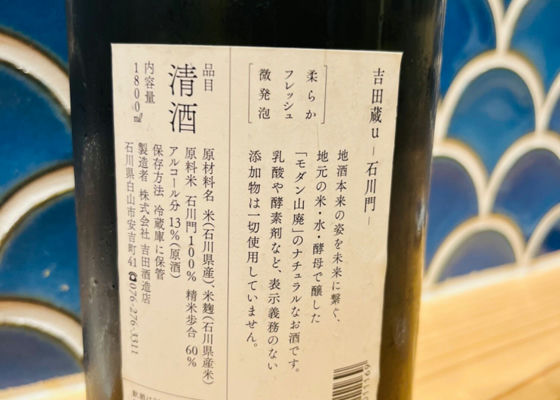 吉田蔵u ─石川門─
柔らか
フレッシュ
微発泡
地酒本来の姿を未来に繋ぐ、
地元の米・水・酵母で醸した
「モダン山廃」のナチュラルなお酒です。
乳酸や酵素剤など、表示義務のない
添加物は一切使用していません。
品目
清酒
内容量
1800㎖
原材料名 米(石川県産)、米麹(石川県産米)
原料米 石川門100% 精米歩合 60%
アルコール分 13%(原酒)
保存方法 冷蔵庫に保管
製造者 株式会社 吉田酒造店
石川県白山市安吉町41 ☎076-276-3311